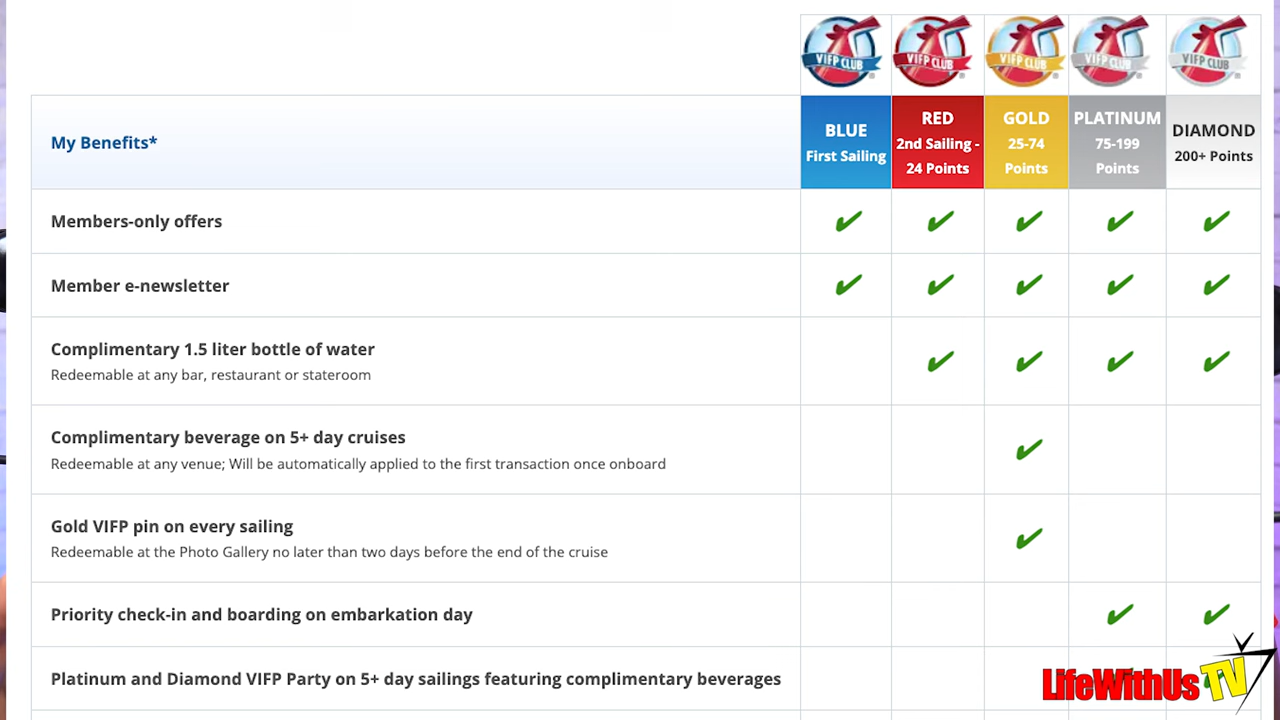 VIFP CLUB VIFP CLUB VIFP CLUB VIFP CLUB VIFP CLUB
My Benefits*
BLUE
First Sailing
RED
2nd Sailing -
24 Points
GOLD
25-74
Points
PLATINUM
75-199
Points
DIAMOND
200+ Points
Members-only offers
Member e-newsletter
Complimentary 1.5 liter bottle of water
Redeemable at any bar, restaurant or stateroom
Complimentary beverage on 5+ day cruises
Redeemable at any venue; Will be automatically applied to the first transaction once onboard
Gold VIFP pin on every sailing
Redeemable at the Photo Gallery no later than two days before the end of the cruise
Priority check-in and boarding on embarkation day
Platinum and Diamond VIFP Party on 5+ day sailings featuring complimentary beverages
LifeWithUs TV